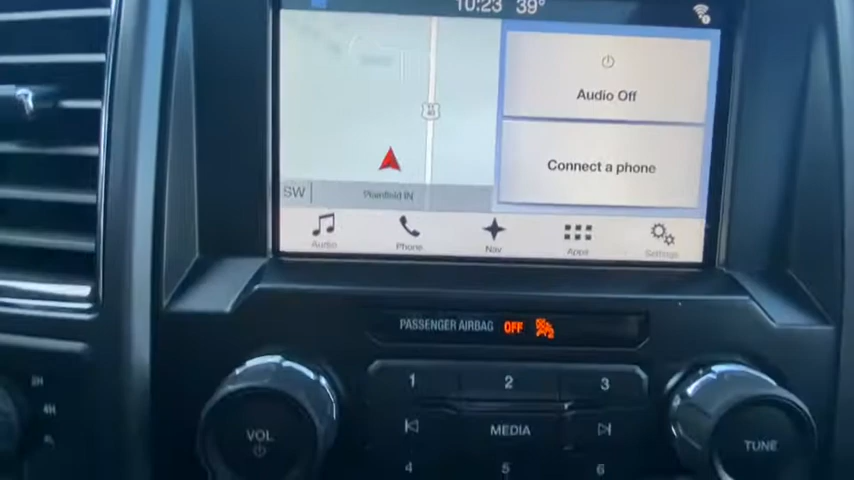 10:23 39°
Audio Off
40
Connect a phone
SW
Plainfield IN
Audio
Phone
Nav
Apps
Settings
PASSENGER AIRBAG OFF
2H
4H
1
2
3
VOL
MEDIA
TUNE
4
5
6